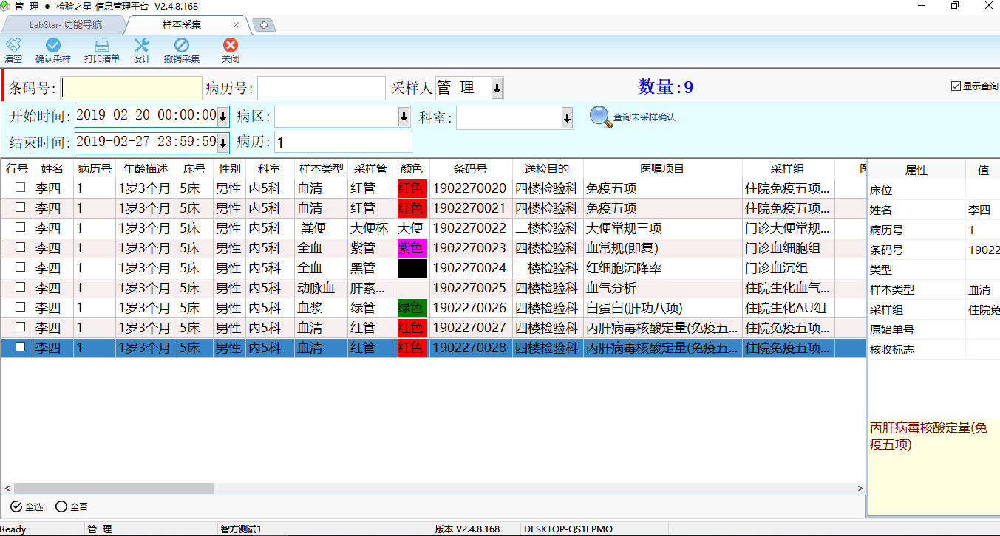 管 理 ● 检验之星-信息管理平台 V2.4.8.168
LabStar-功能导航 样本采集
清空 确认采样 打印清单 设计 撤销采集 关闭
条码号: 病历号: 采样人 管 理 数量:9 显示查询
开始时间: 2019-02-20 00:00:00 病区: 科室: 查询未采样确认
结束时间: 2019-02-27 23:59:59 病历: 1
行号 姓名 病历号 年龄描述 床号 性别 科室 样本类型 采样管 颜色 条码号 送检目的 医嘱项目 采样组
李四 1 1岁3个月 5床 男性 内5科 血清 红管 红色 1902270020 四楼检验科 免疫五项 住院免疫五项...
李四 1 1岁3个月 5床 男性 内5科 血清 红管 红色 1902270021 四楼检验科 免疫五项 住院免疫五项...
李四 1 1岁3个月 5床 男性 内5科 粪便 大便杯 大便 1902270022 二楼检验科 大便常规三项 门诊大便常规...
李四 1 1岁3个月 5床 男性 内5科 全血 紫管 紫色 1902270023 四楼检验科 血常规(即复) 门诊血细胞组
李四 1 1岁3个月 5床 男性 内5科 全血 黑管 1902270024 二楼检验科 红细胞沉降率 门诊血沉组
李四 1 1岁3个月 5床 男性 内5科 动脉血 肝素... 1902270025 四楼检验科 血气分析 住院生化血气...
李四 1 1岁3个月 5床 男性 内5科 血浆 绿管 绿色 1902270026 四楼检验科 白蛋白(肝功八项) 住院生化AU组
李四 1 1岁3个月 5床 男性 内5科 血清 红管 红色 1902270027 四楼检验科 丙肝病毒核酸定量(免疫五... 住院免疫五项...
李四 1 1岁3个月 5床 男性 内5科 血清 红管 红色 1902270028 四楼检验科 丙肝病毒核酸定量(免疫五... 住院免疫五项...
属性 值
床位
姓名 李四
病历号 1
条码号 19022
类型
样本类型 血清
采样组 住院免
原始单号
核收标志
丙肝病毒核酸定量(免
疫五项)
全选 全否
Ready 管 理 智方测试1 版本 V2.4.8.168 DESKTOP-QS1EPMO